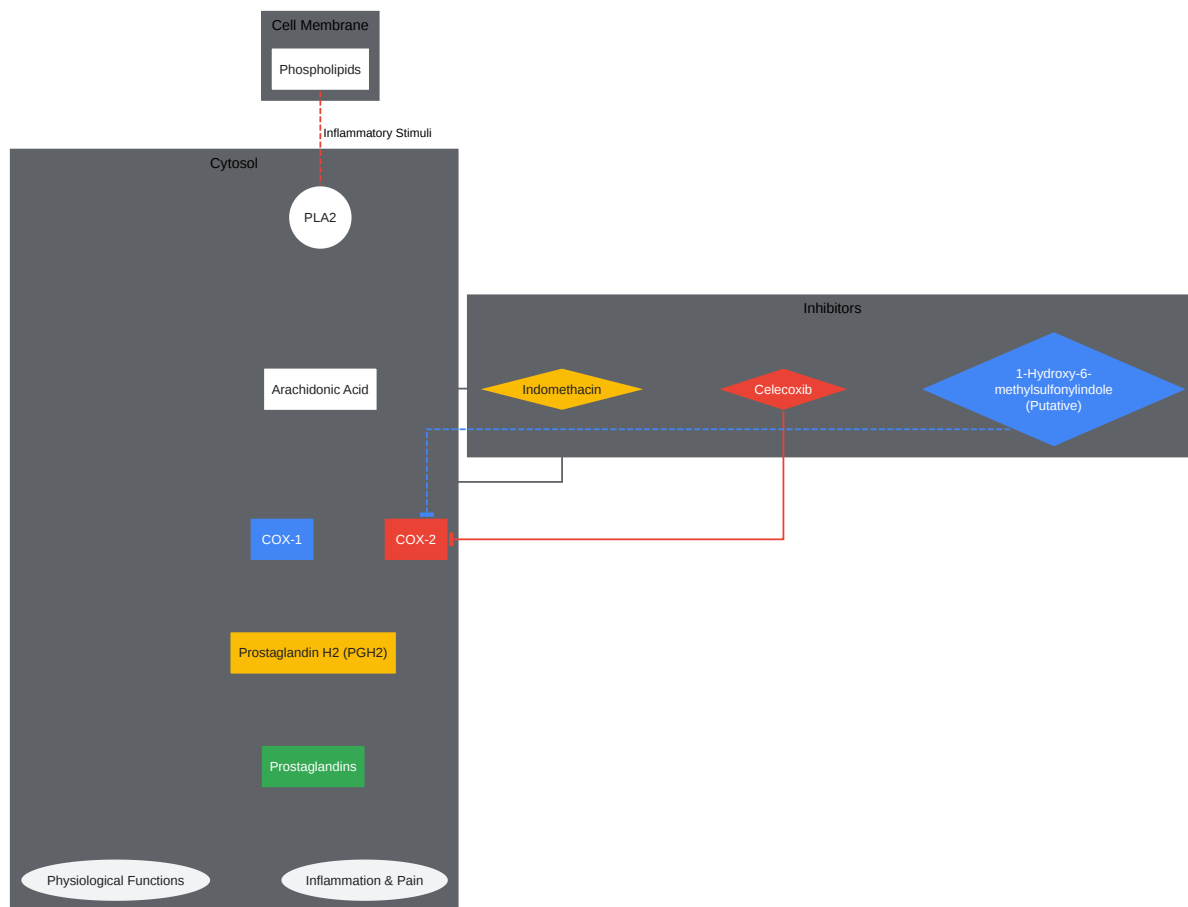 Cell Membrane
Phospholipids
Inflammatory Stimuli
Cytosol
PLA2
Inhibitors
Arachidonic Acid
Indomethacin
Celecoxib
1-Hydroxy-6-
methylsulfonylindole
(Putative)
COX-1
COX-2
Prostaglandin H2 (PGH2)
Prostaglandins
Physiological Functions
Inflammation & Pain